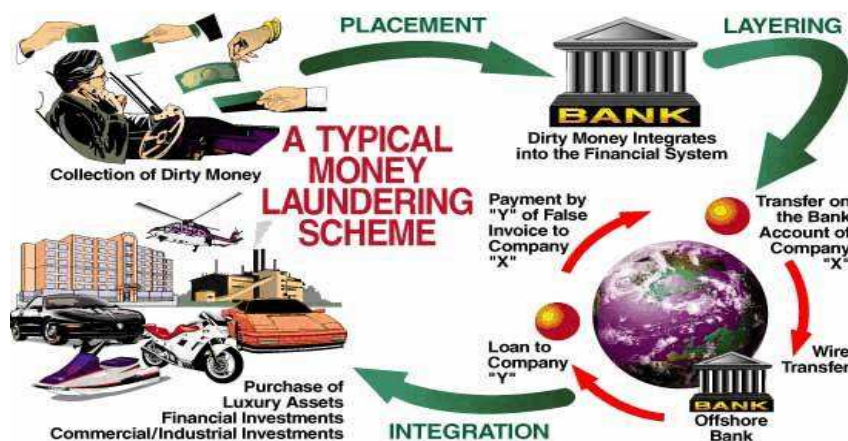 PLACEMENT
LAYERING
BANK
Dirty Money Integrates
into the Financial System
Collection of Dirty Money
A TYPICAL
MONEY
LAUNDERING
SCHEME
Payment by
"Y" of False
Invoice to
Company
"X"
Transfer on
the Bank
Account of
Company
"X"
Loan to
Company
"Y"
Wire
Transfer
BANK
Offshore
Bank
Purchase of
Luxury Assets
Financial Investments
Commercial/Industrial Investments
INTEGRATION